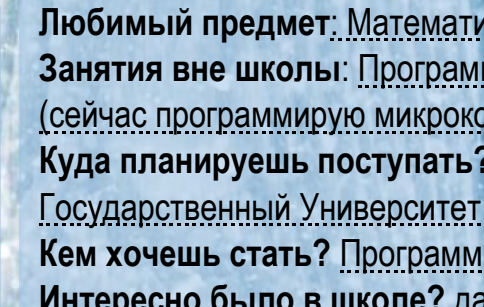 Любимый предмет: Математи
Занятия вне школы: Програм
(сейчас программирую микроко
Куда планируешь поступать?
Государственный Университет
Кем хочешь стать? Програм
Интересно было в школе? да